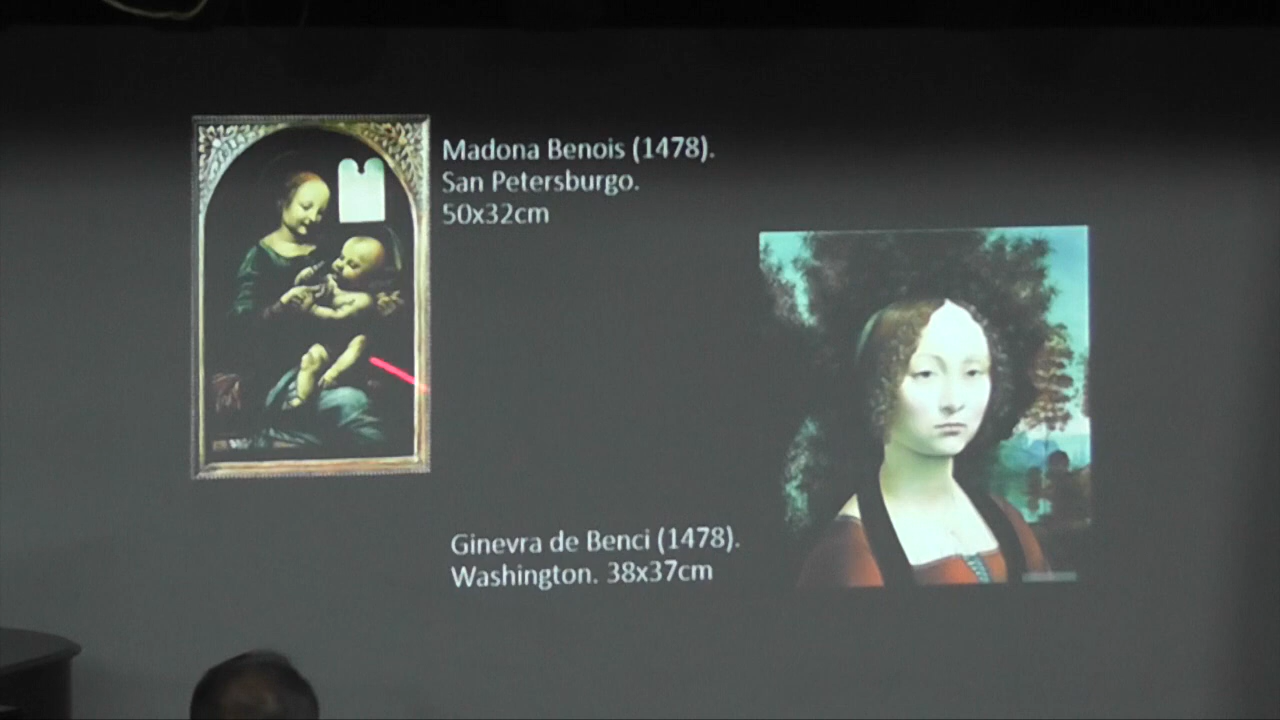 Madona Benois (1478).
San Petersburgo.
50x32cm
Ginevra de Benci (1478).
Washington. 38x37cm